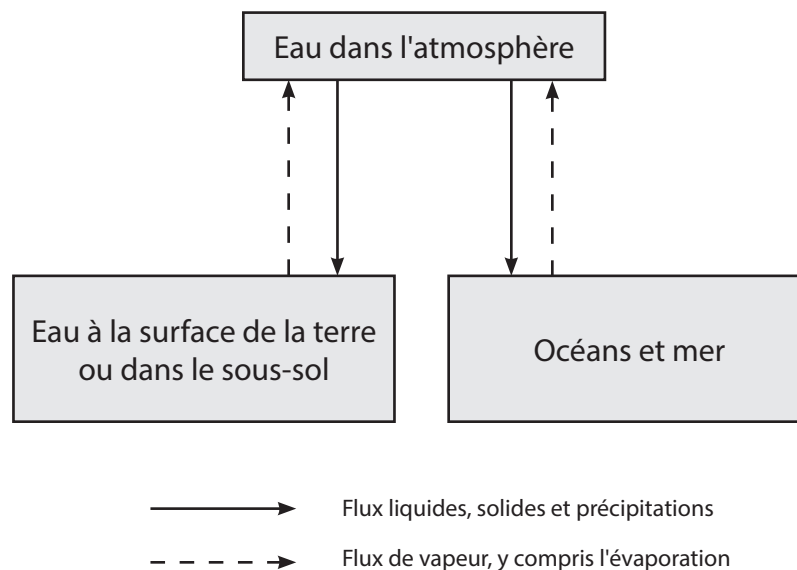 Eau dans l'atmosphère
Eau à la surface de la terre
ou dans le sous-sol
Océans et mer
Flux liquides, solides et précipitations
Flux de vapeur, y compris l'évaporation